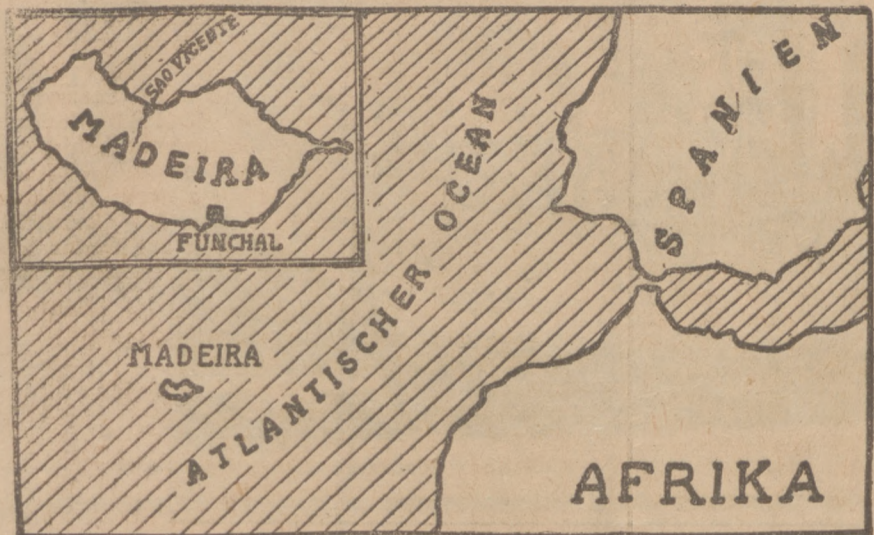 SAO VICENTE
MADEIRA
FUNCHAL
MADEIRA
ATLANTISCHER OCEAN
SPANIEN
AFRIKA